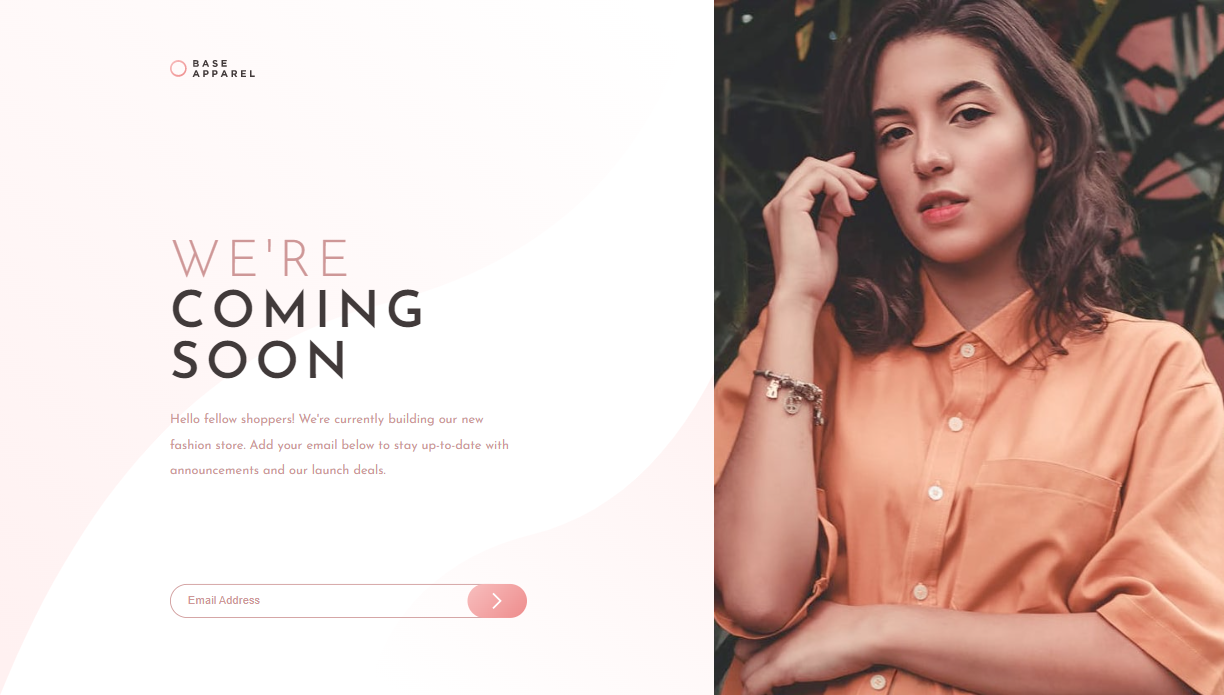 BASE
APPAREL
WE'RE
COMING
SOON
Hello fellow shoppers! We're currently building our new
fashion store. Add your email below to stay up-to-date with
announcements and our launch deals.
Email Address